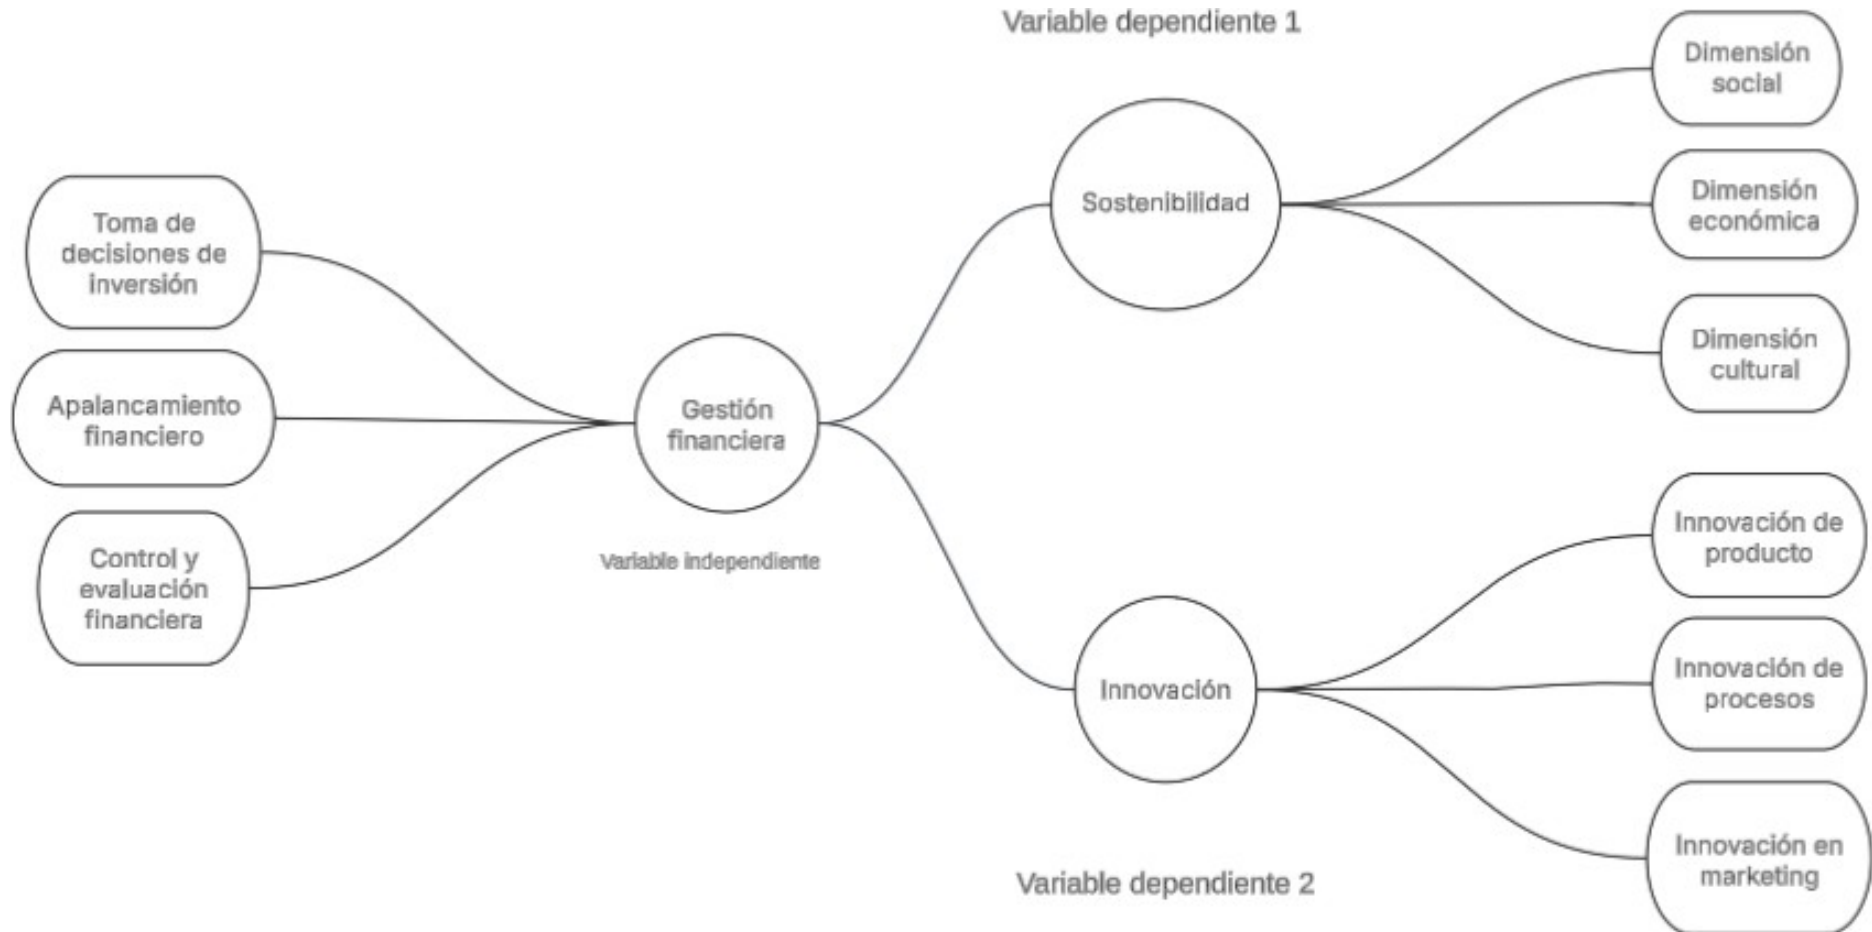 Variable dependiente 1
Dimensión
social
Dimensión
económica
Dimensión
cultural
Sostenibilidad
Toma de
decisiones de
inversión
Apalancamiento
financiero
Control y
evaluación
financiera
Gestión
financiera
Variable independiente
Innovación de
producto
Innovación de
procesos
Innovación en
marketing
Innovación
Variable dependiente 2